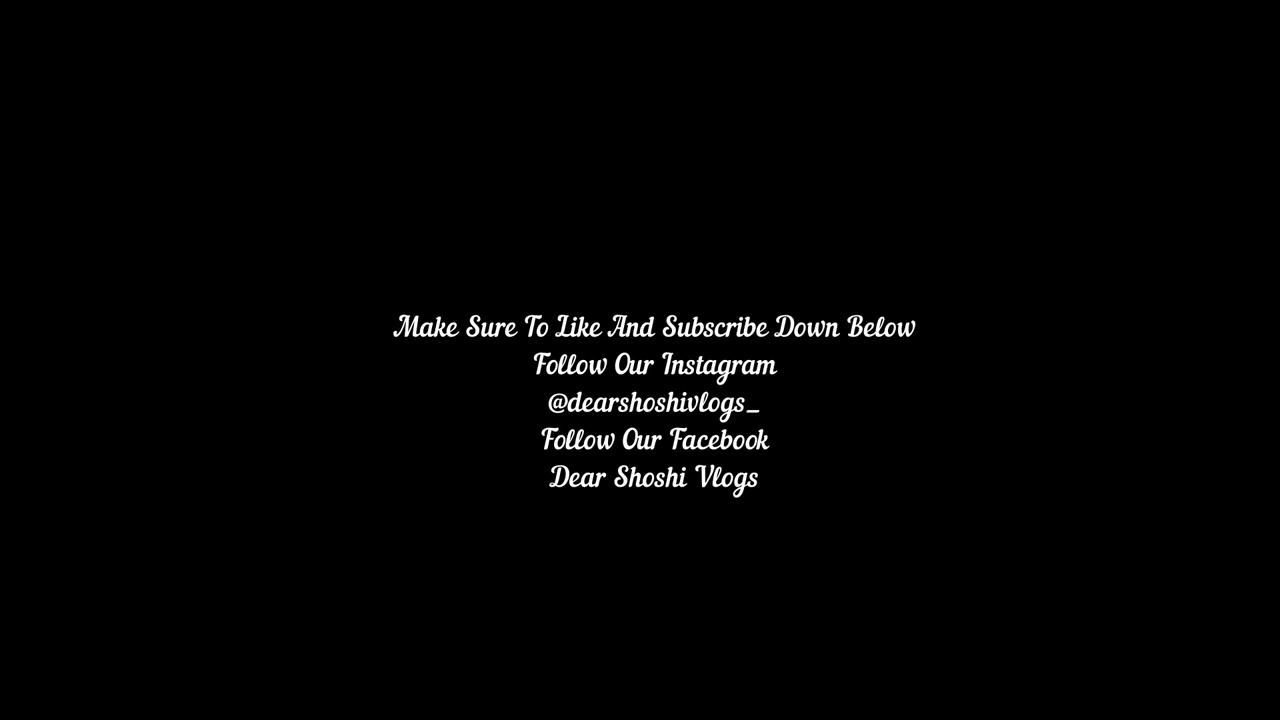 Make Sure To Like And Subscribe Down Below
Follow Our Instagram
@dearshoshivlogs_
Follow Our Facebook
Dear Shoshi Vlogs